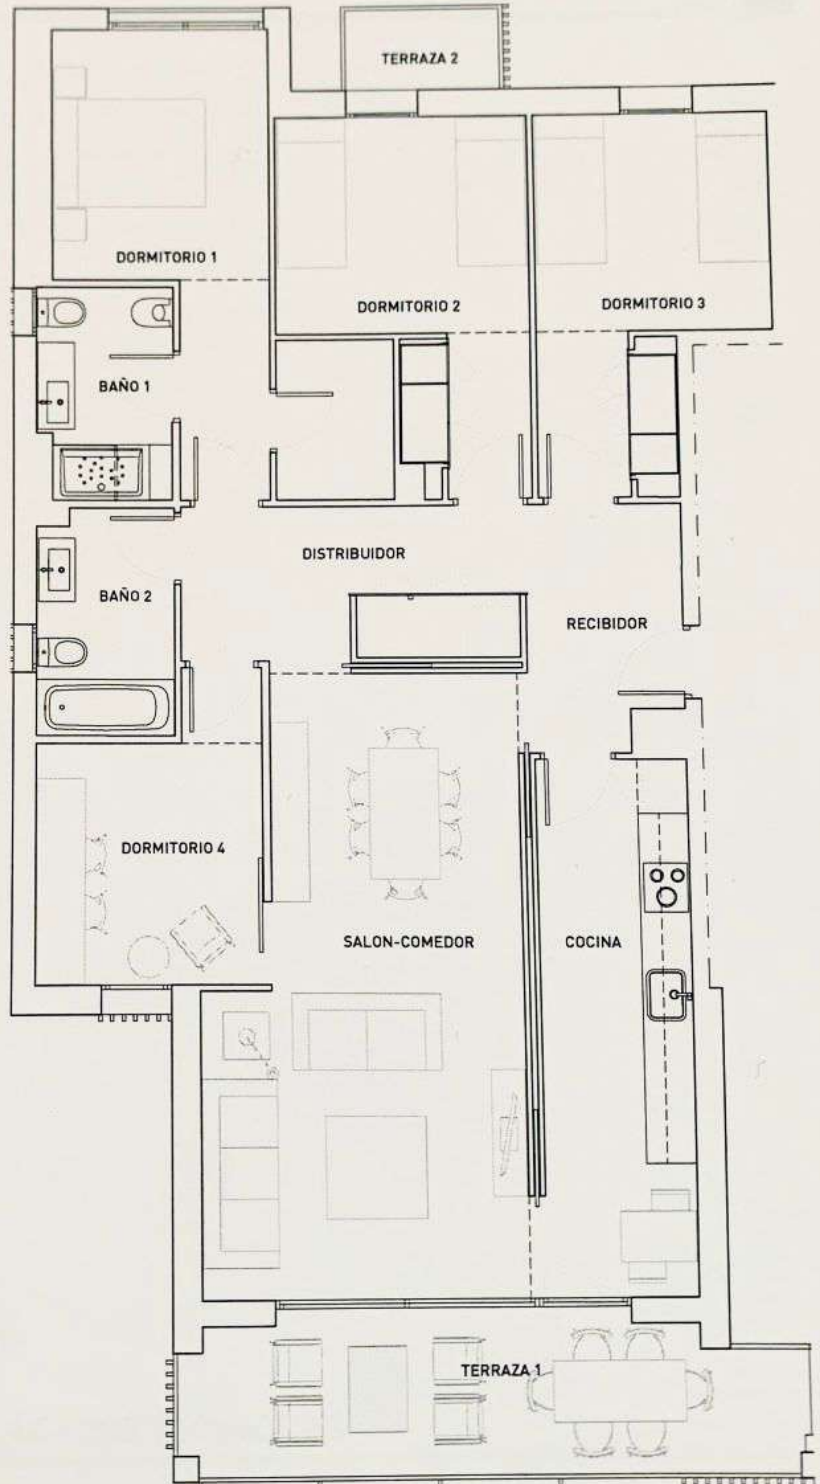 TERRAZA 2
DORMITORIO 1
DORMITORIO 2
DORMITORIO 3
BAÑO 1
DISTRIBUIDOR
BAÑO 2
RECIBIDOR
DORMITORIO 4
SALON-COMEDOR
COCINA
TERRAZA 1